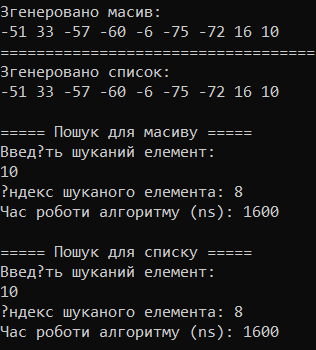 Згенеровано масив:
-51 33 -57 -60 -6 -75 -72 16 10
===================================
Згенеровано список:
-51 33 -57 -60 -6 -75 -72 16 10
===== Пошук для масиву =====
Введ?ть шуканий елемент:
10
?ндекс шуканого елемента: 8
Час роботи алгоритму (ns): 1600
===== Пошук для списку =====
Введ?ть шуканий елемент:
10
?ндекс шуканого елемента: 8
Час роботи алгоритму (ns): 1600